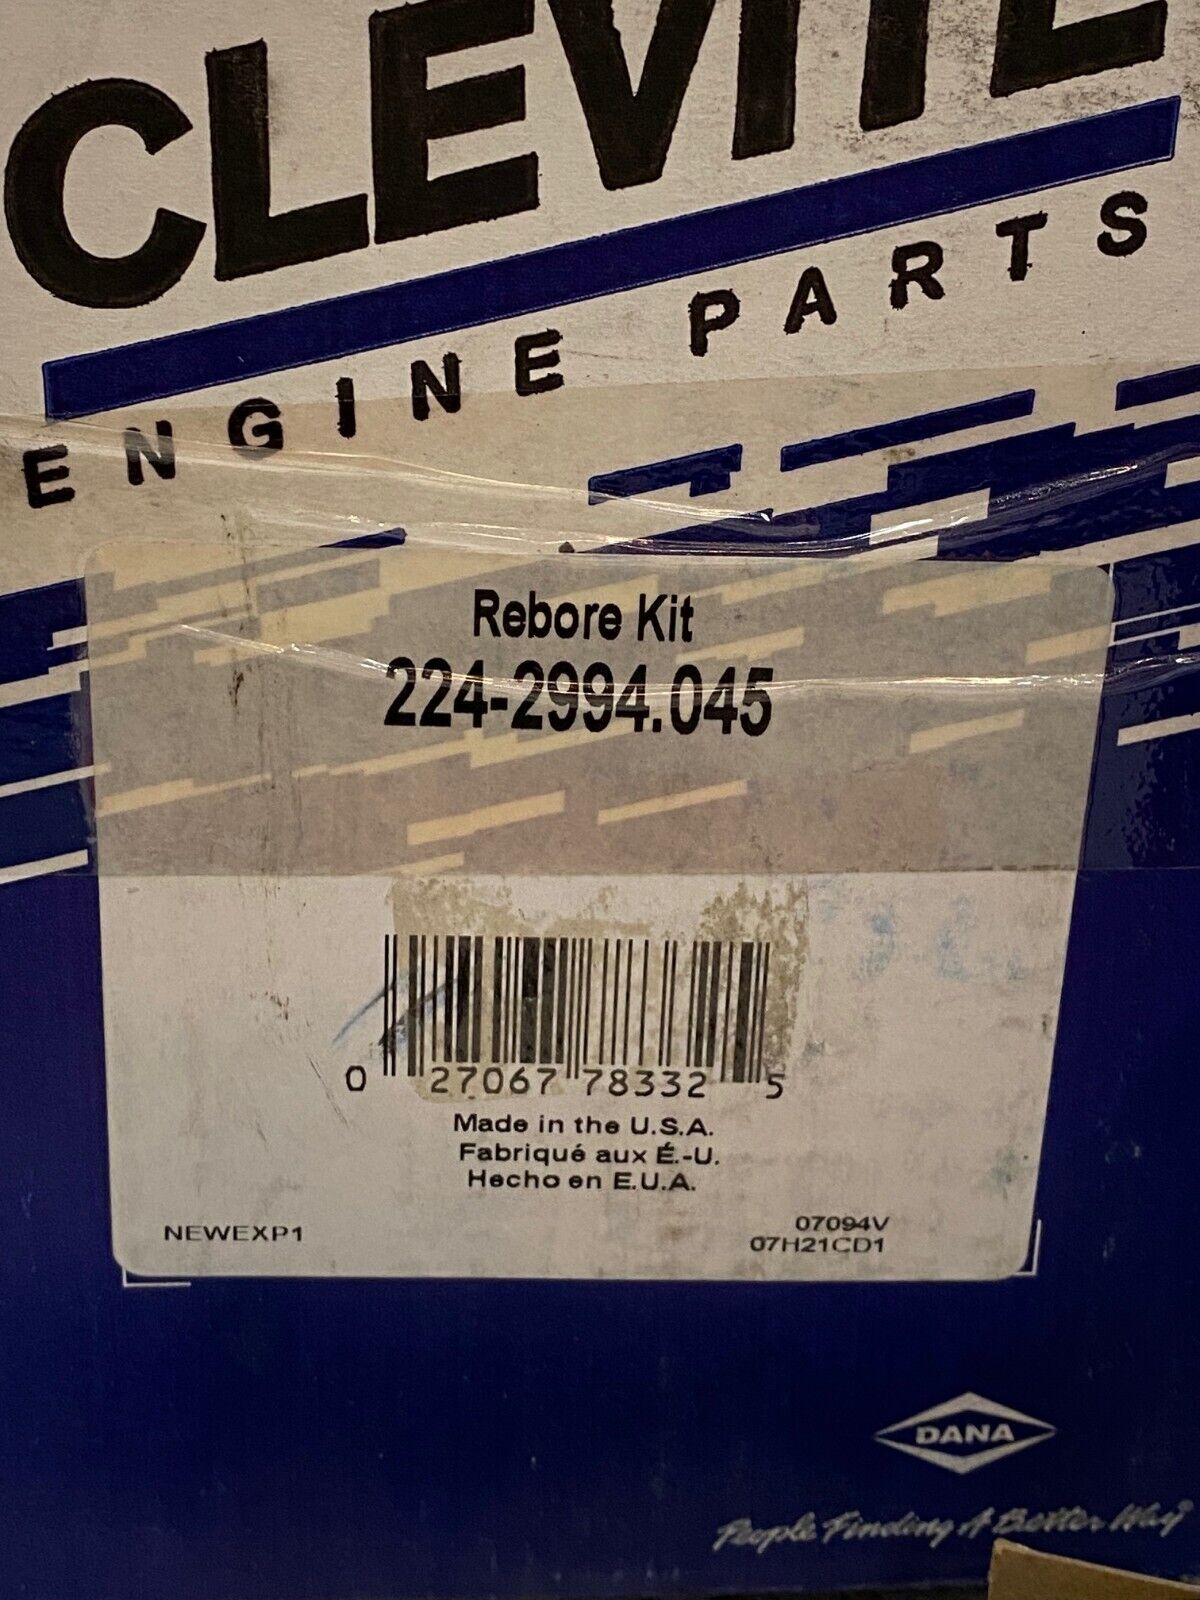 CLEVITE
ENGINE PARTS
Rebore Kit
224-2994.045
0 27067 78332 5
Made in the U.S.A.
Fabriqué aux É.-U.
Hecho en E.U.A.
NEWEXP1
07094V
07H21CD1
DANA
People Finding A Better Way®